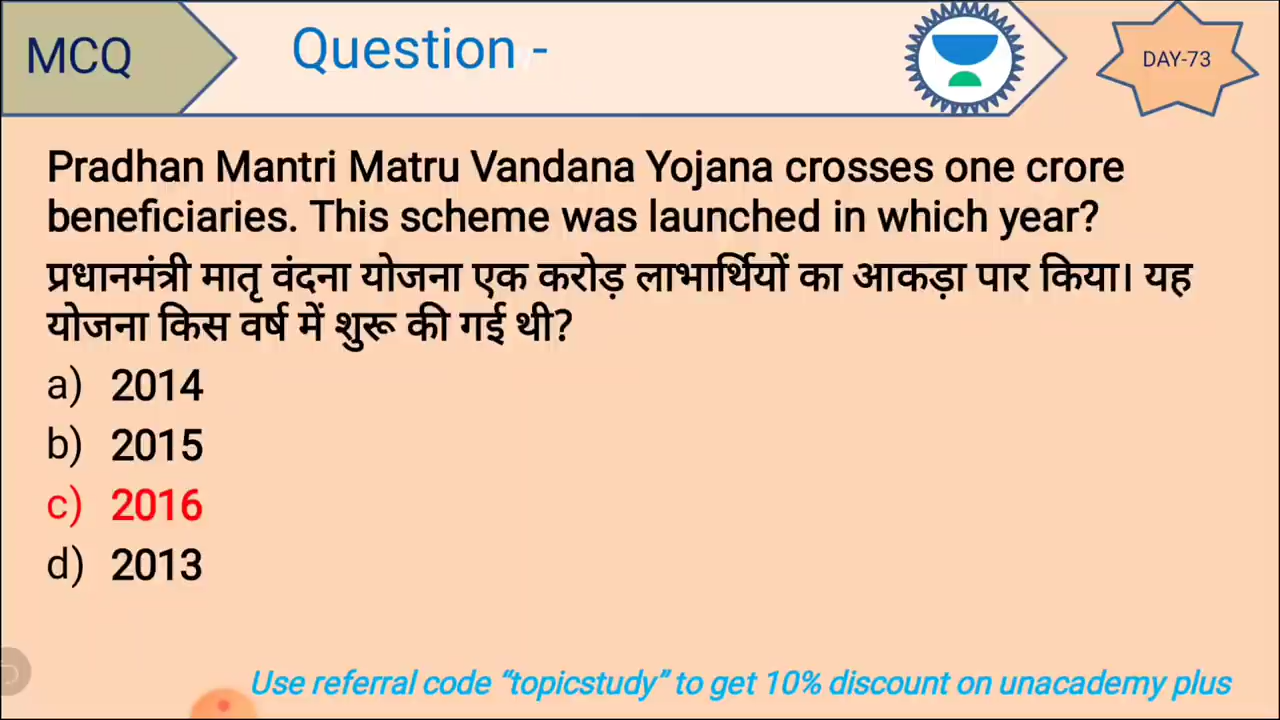 MCQ
Question -
DAY-73
Pradhan Mantri Matru Vandana Yojana crosses one crore
beneficiaries. This scheme was launched in which year?
प्रधानमंत्री मातृ वंदना योजना एक करोड़ लाभार्थियों का आकड़ा पार किया। यह
योजना किस वर्ष में शुरू की गई थी?
a) 2014
b) 2015
c) 2016
d) 2013
Use referral code “topicstudy” to get 10% discount on unacademy plus